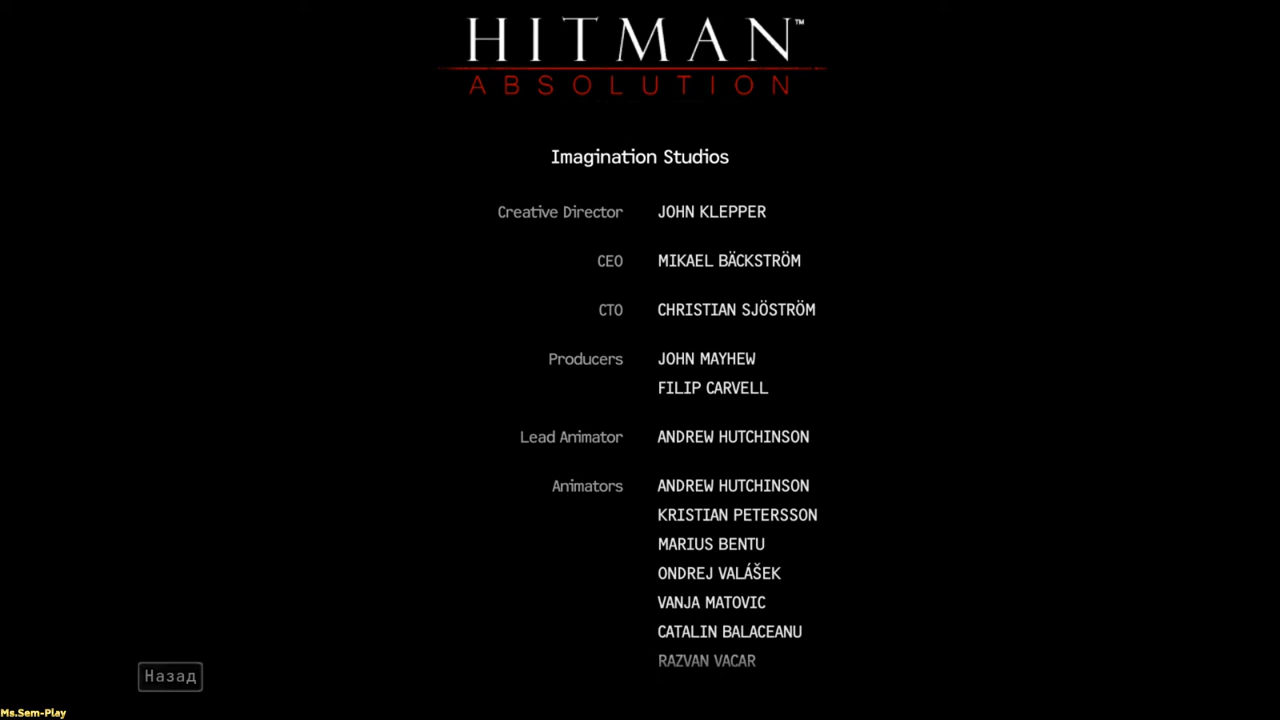 HITMAN™
ABSOLUTION
Imagination Studios
Creative Director JOHN KLEPPER
CEO MIKAEL BÄCKSTRÖM
CTO CHRISTIAN SJÖSTRÖM
Producers JOHN MAYHEW
FILIP CARVELL
Lead Animator ANDREW HUTCHINSON
Animators ANDREW HUTCHINSON
KRISTIAN PETERSSON
MARIUS BENTU
ONDREJ VALÁŠEK
VANJA MATOVIC
CATALIN BALACEANU
RAZVAN VACAR
Назад
Ms.Sem-Play